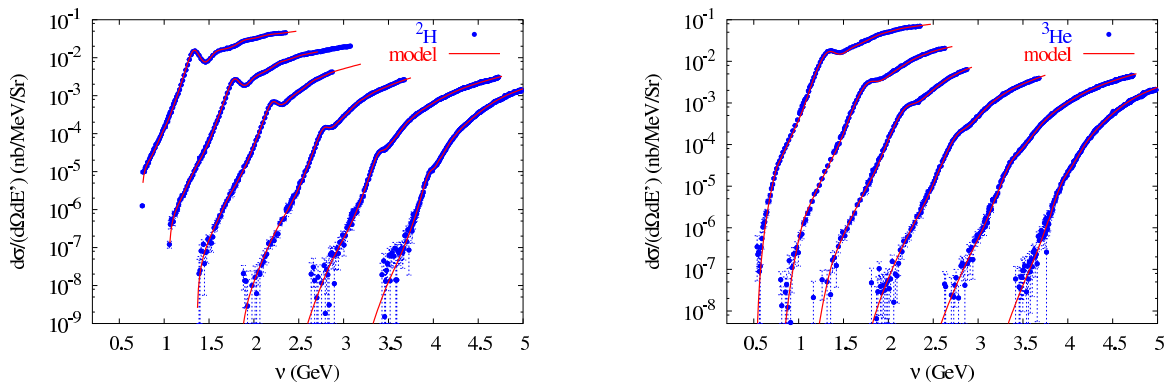 dσ/(dΩdE') (nb/MeV/Sr)
10⁻¹
10⁻²
10⁻³
10⁻⁴
10⁻⁵
10⁻⁶
10⁻⁷
10⁻⁸
10⁻⁹
²H
model
0.5 1 1.5 2 2.5 3 3.5 4 4.5 5
ν (GeV)
dσ/(dΩdE') (nb/MeV/Sr)
10⁻¹
10⁻²
10⁻³
10⁻⁴
10⁻⁵
10⁻⁶
10⁻⁷
10⁻⁸
³He
model
0.5 1 1.5 2 2.5 3 3.5 4 4.5 5
ν (GeV)